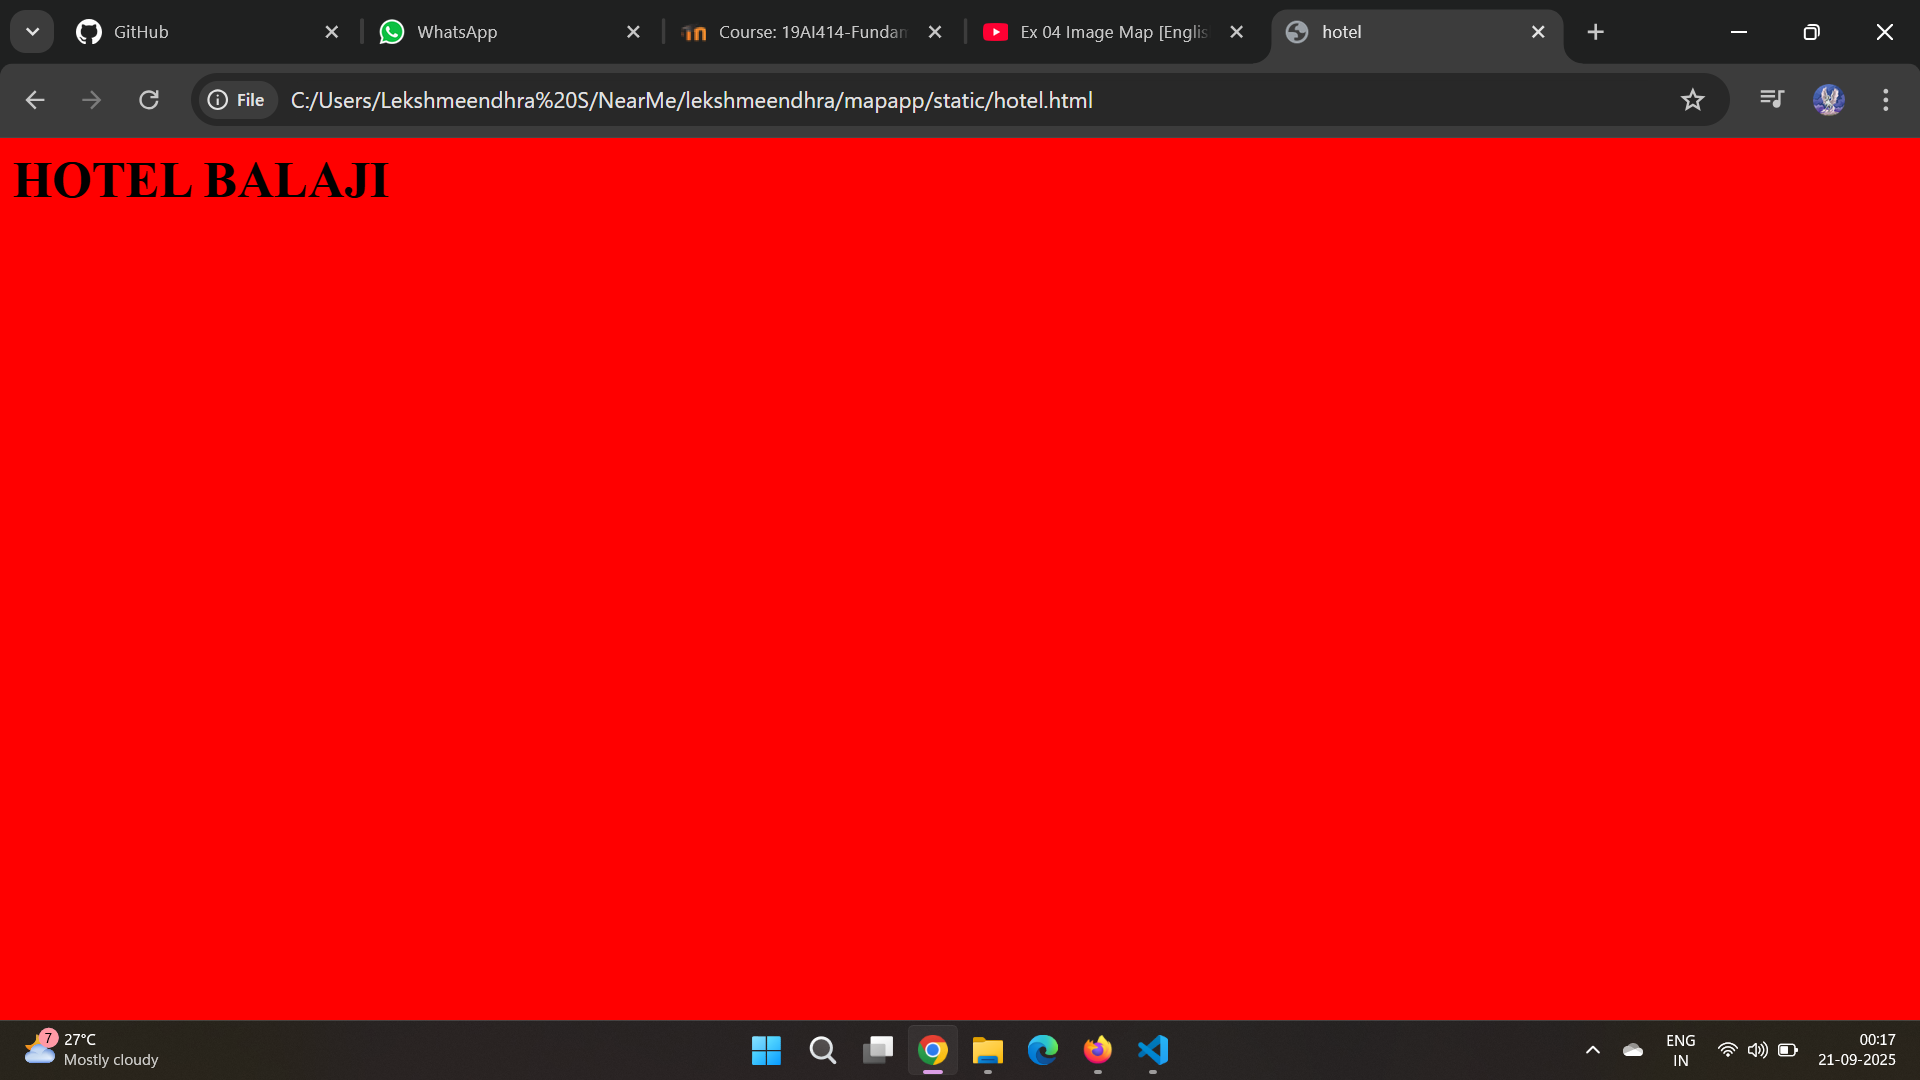 GitHub
WhatsApp
Course: 19AI414-Fundam
Ex 04 Image Map [Englis
hotel
File
C:/Users/Lekshmeendhra%20S/NearMe/lekshmeendhra/mapapp/static/hotel.html
HOTEL BALAJI
7
27°C
Mostly cloudy
ENG
IN
00:17
21-09-2025